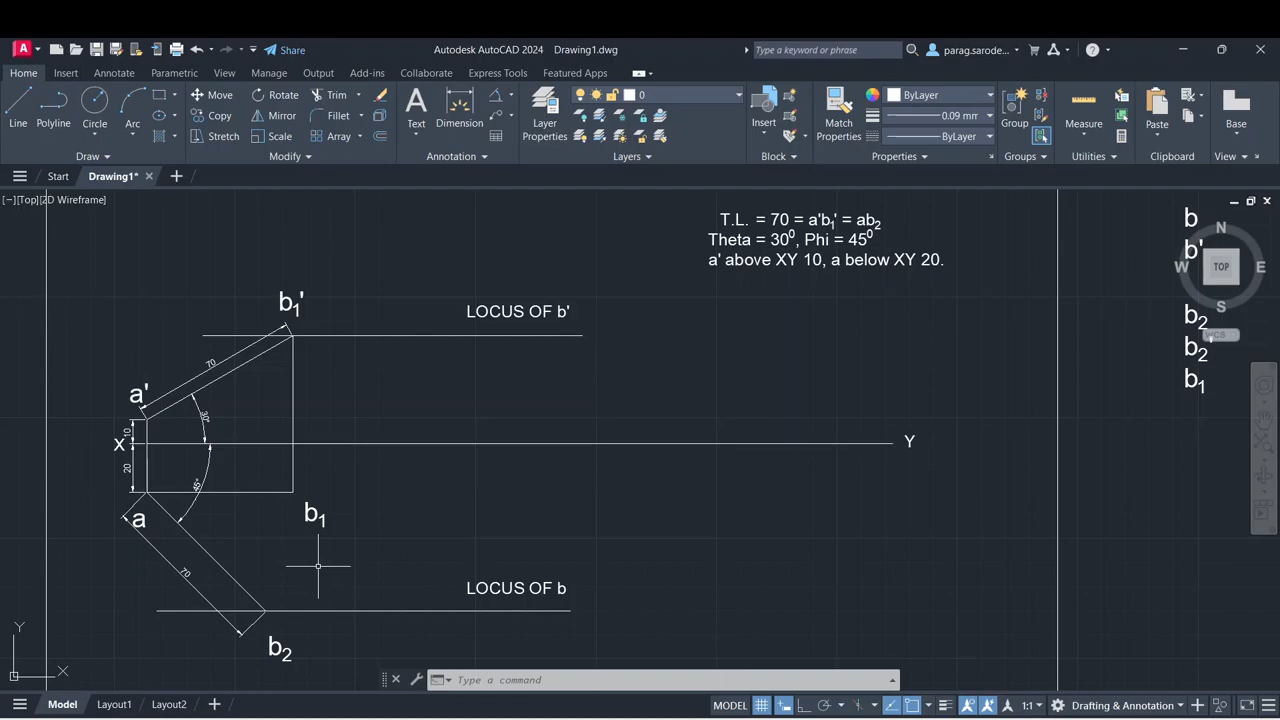 Share
Autodesk AutoCAD 2024 Drawing1.dwg
Type a keyword or phrase
parag.sarode...
Home Insert Annotate Parametric View Manage Output Add-ins Collaborate Express Tools Featured Apps
Line Polyline Circle Arc
Move Rotate Trim
Copy Mirror Fillet
Stretch Scale Array
Text Dimension
Layer Properties
0
Insert
Match Properties
ByLayer
0.09 mm
ByLayer
Group
Measure
Paste
Base
Draw Modify Annotation Layers Block Properties Groups Utilities Clipboard View
Start Drawing1*
[−][Top][2D Wireframe]
T.L. = 70 = a'b₁' = ab₂
Theta = 30⁰, Phi = 45⁰
a' above XY 10, a below XY 20.
b
b'
b₂
b₂'
b₁
N
W TOP E
S
WCS
b₁'
LOCUS OF b'
70
a'
30°
10
X
Y
20
45°
a
b₁
70
LOCUS OF b
b₂
Y
X
Type a command
Model Layout1 Layout2
MODEL
1:1
Drafting & Annotation